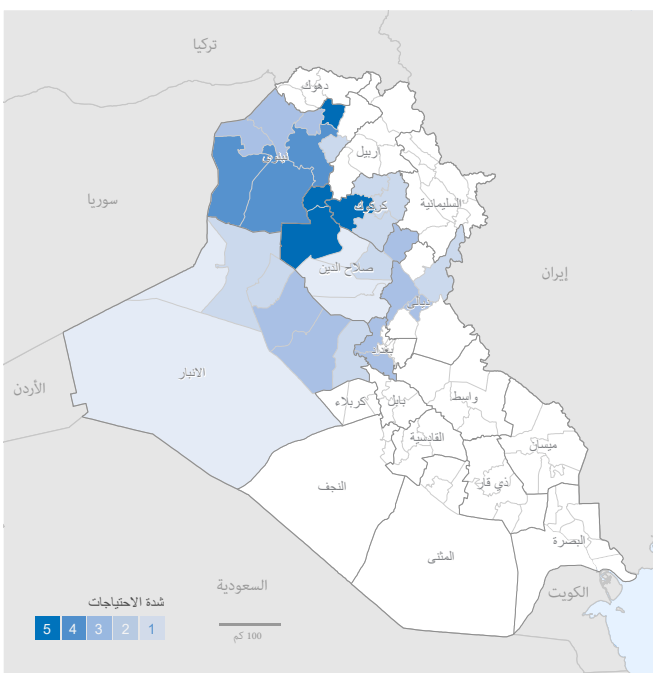 تركيا
دهوك
اربيل
نينوى
سوريا
كركوك
السليمانية
صلاح الدين
إيران
ديالى
بغداد
الانبار
الأردن
كربلاء
بابل
واسط
القادسية
ميسان
النجف
ذي قار
البصرة
المثنى
السعودية
الكويت
شدة الاحتياجات
5 4 3 2 1
100 كم